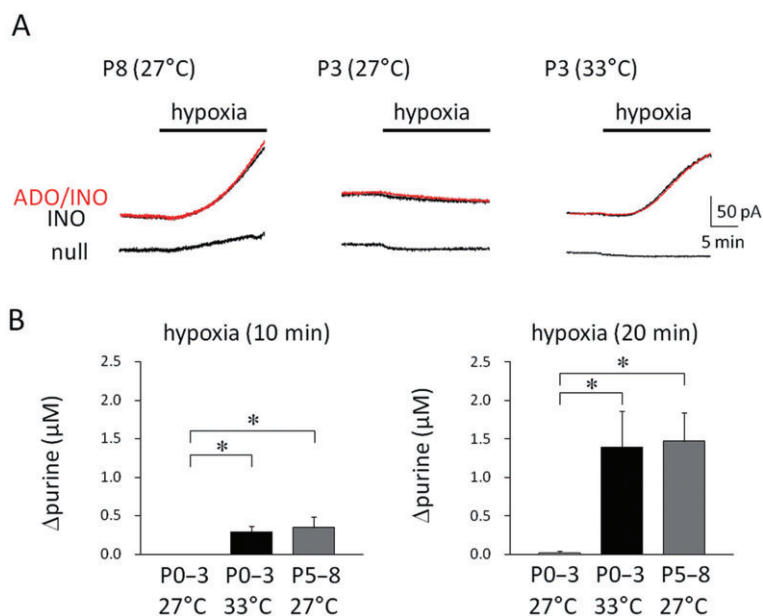 A
P8 (27°C)
P3 (27°C)
P3 (33°C)
hypoxia
hypoxia
hypoxia
ADO/INO
INO
null
50 pA
5 min
B
hypoxia (10 min)
Δpurine (μM)
2.5
2.0
1.5
1.0
0.5
0.0
*
*
P0–3 P0–3 P5–8
27°C 33°C 27°C
hypoxia (20 min)
Δpurine (μM)
2.5
2.0
1.5
1.0
0.5
0.0
*
*
P0–3 P0–3 P5–8
27°C 33°C 27°C